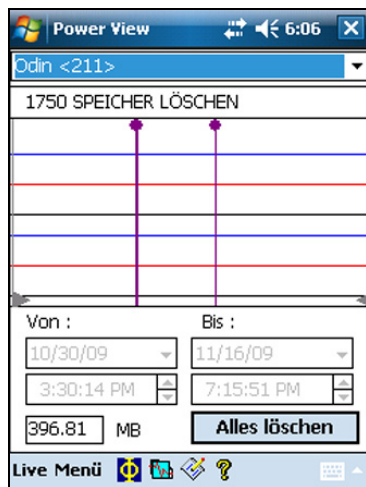 Power View 6:06
Odin <211>
1750 SPEICHER LÖSCHEN
Von : Bis :
10/30/09 11/16/09
3:30:14 PM 7:15:51 PM
396.81 MB Alles löschen
Live Menü ?